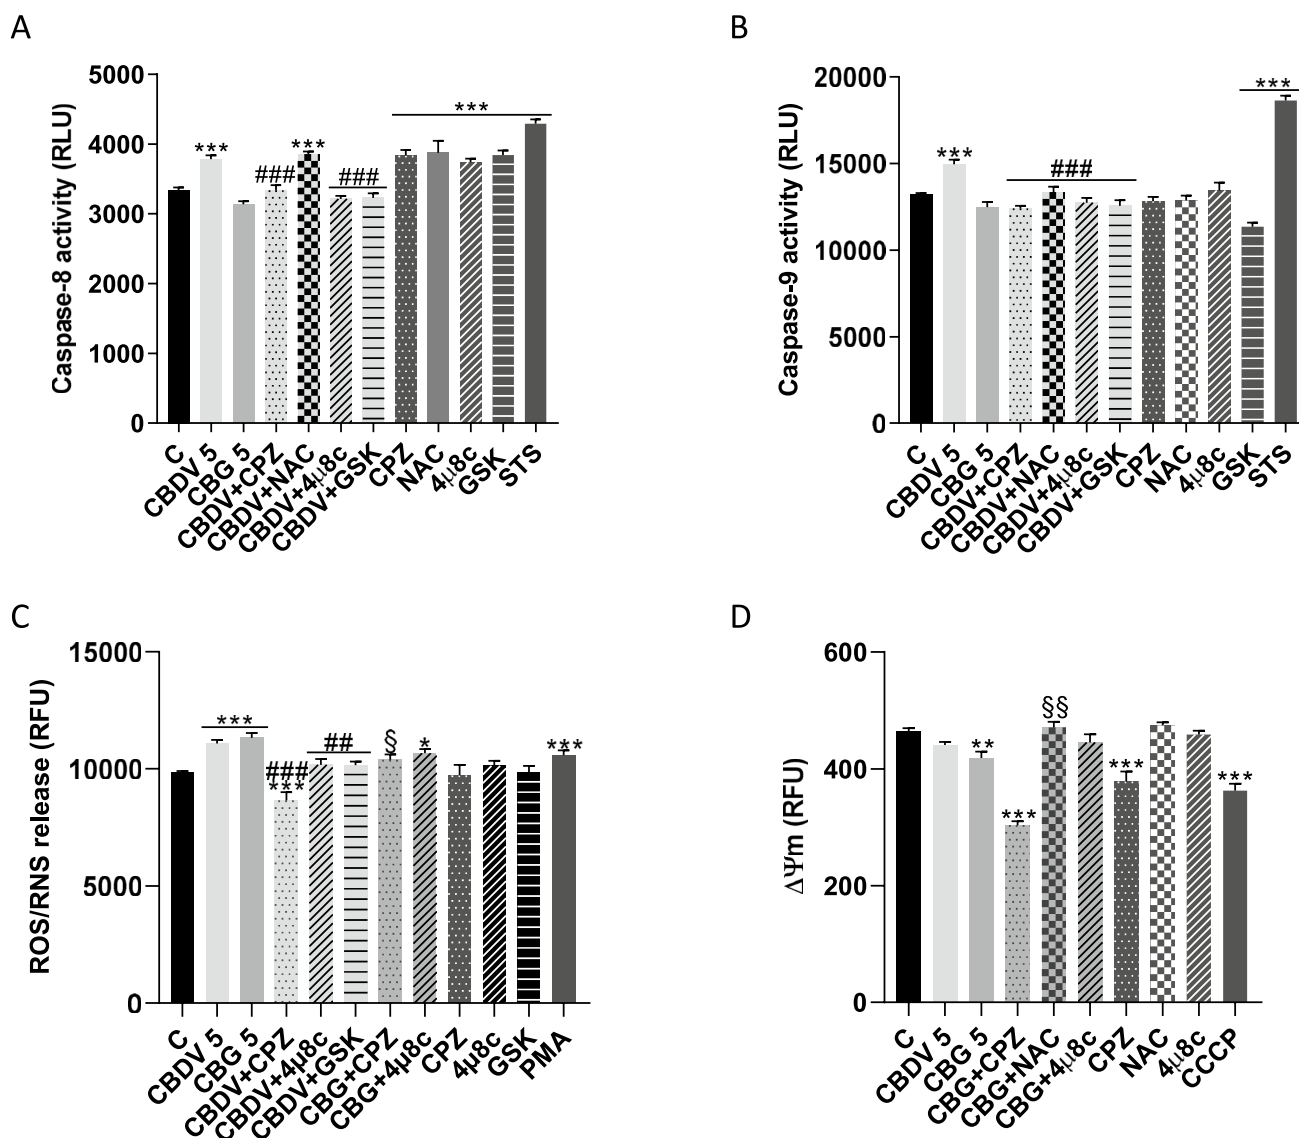 A
Caspase-8 activity (RLU)
5000
4000
3000
2000
1000
0
***
###
***
###
***
C
CBDV 5
CBG 5
CBDV+CPZ
CBDV+NAC
CBDV+4µ8c
CBDV+GSK
CPZ
NAC
4µ8c
GSK
STS
B
Caspase-9 activity (RLU)
20000
15000
10000
5000
0
***
###
***
C
CBDV 5
CBG 5
CBDV+CPZ
CBDV+NAC
CBDV+4µ8c
CBDV+GSK
CPZ
NAC
4µ8c
GSK
STS
C
ROS/RNS release (RFU)
15000
10000
5000
0
***
###
***
##
§
*
***
C
CBDV 5
CBG 5
CBDV+CPZ
CBDV+4µ8c
CBDV+GSK
CBG+CPZ
CBG+4µ8c
CPZ
4µ8c
GSK
PMA
D
ΔΨm (RFU)
600
400
200
0
**
***
§§
***
***
C
CBDV 5
CBG 5
CBG+CPZ
CBG+NAC
CBG+4µ8c
CPZ
NAC
4µ8c
CCCP